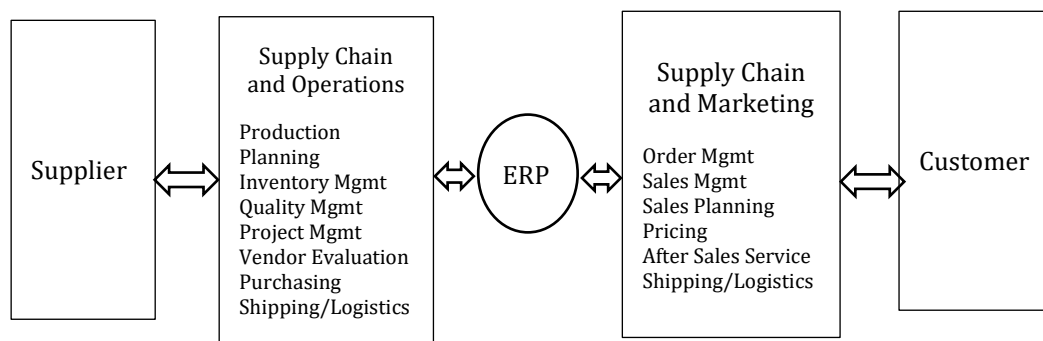 Supplier
Supply Chain
and Operations
Production
Planning
Inventory Mgmt
Quality Mgmt
Project Mgmt
Vendor Evaluation
Purchasing
Shipping/Logistics
ERP
Supply Chain
and Marketing
Order Mgmt
Sales Mgmt
Sales Planning
Pricing
After Sales Service
Shipping/Logistics
Customer